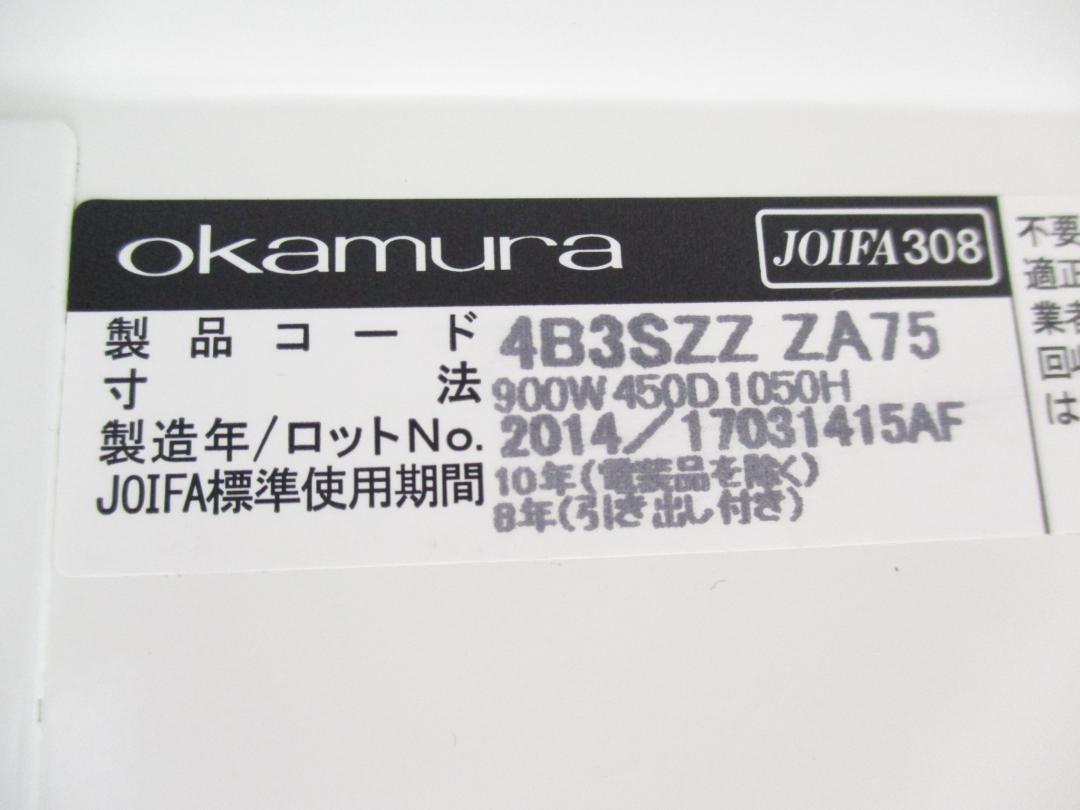 okamura JOIFA308
製品コード 4B3SZZ ZA75
寸法 900W450D1050H
製造年/ロットNo. 2014/17031415AF
JOIFA標準使用期間 10年(電装品を除く)
8年(引き出し付き)
不要
適正
業者
回収
は